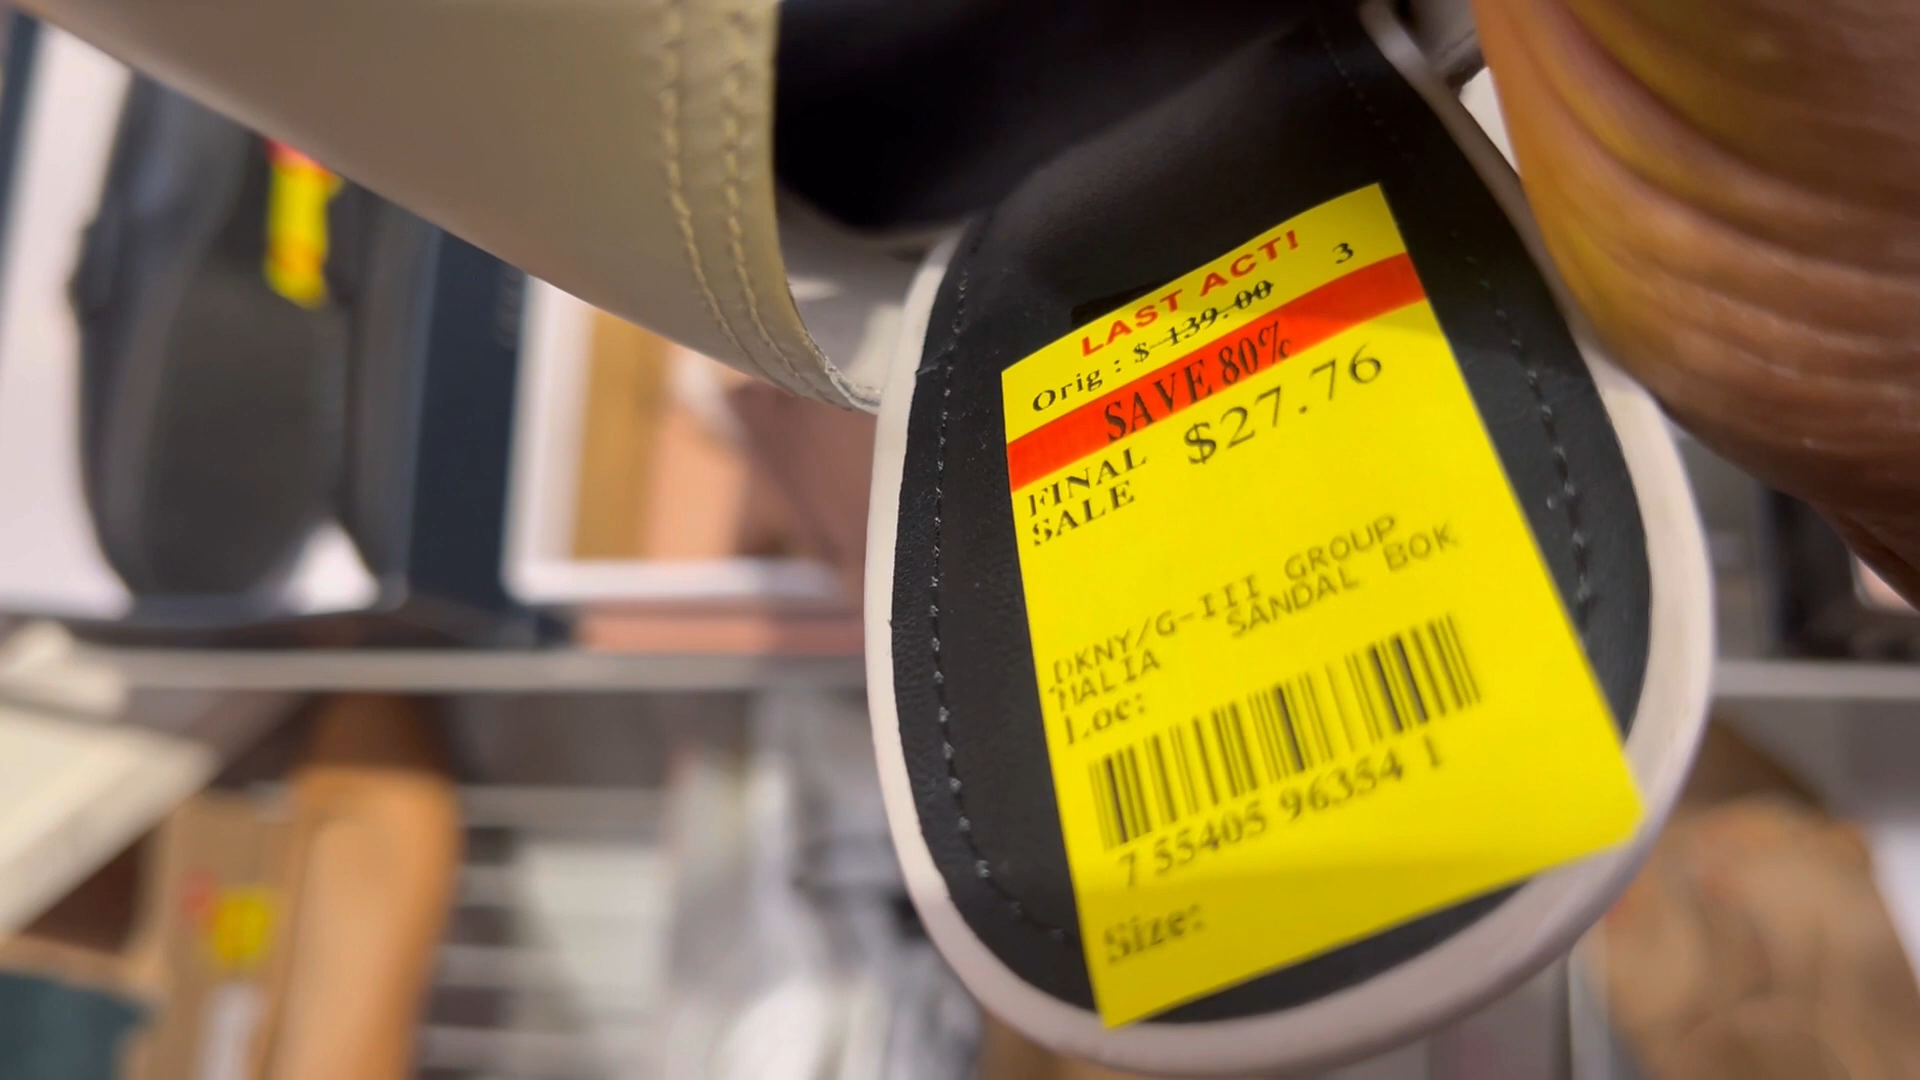 LAST ACT!
Orig : $ 139.00 3
SAVE 80%
FINAL $27.76
SALE
DKNY/G-III GROUP
HALIA SANDAL BOK
Loc:
7 55405 96354 1
Size: